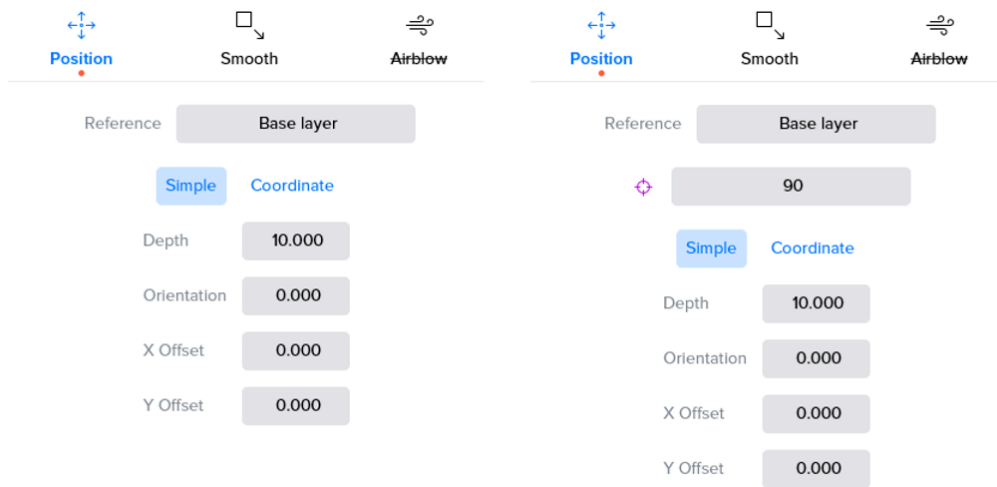 Position Smooth Airblow
Reference Base layer
Simple Coordinate
Depth 10.000
Orientation 0.000
X Offset 0.000
Y Offset 0.000
Position Smooth Airblow
Reference Base layer
90
Simple Coordinate
Depth 10.000
Orientation 0.000
X Offset 0.000
Y Offset 0.000